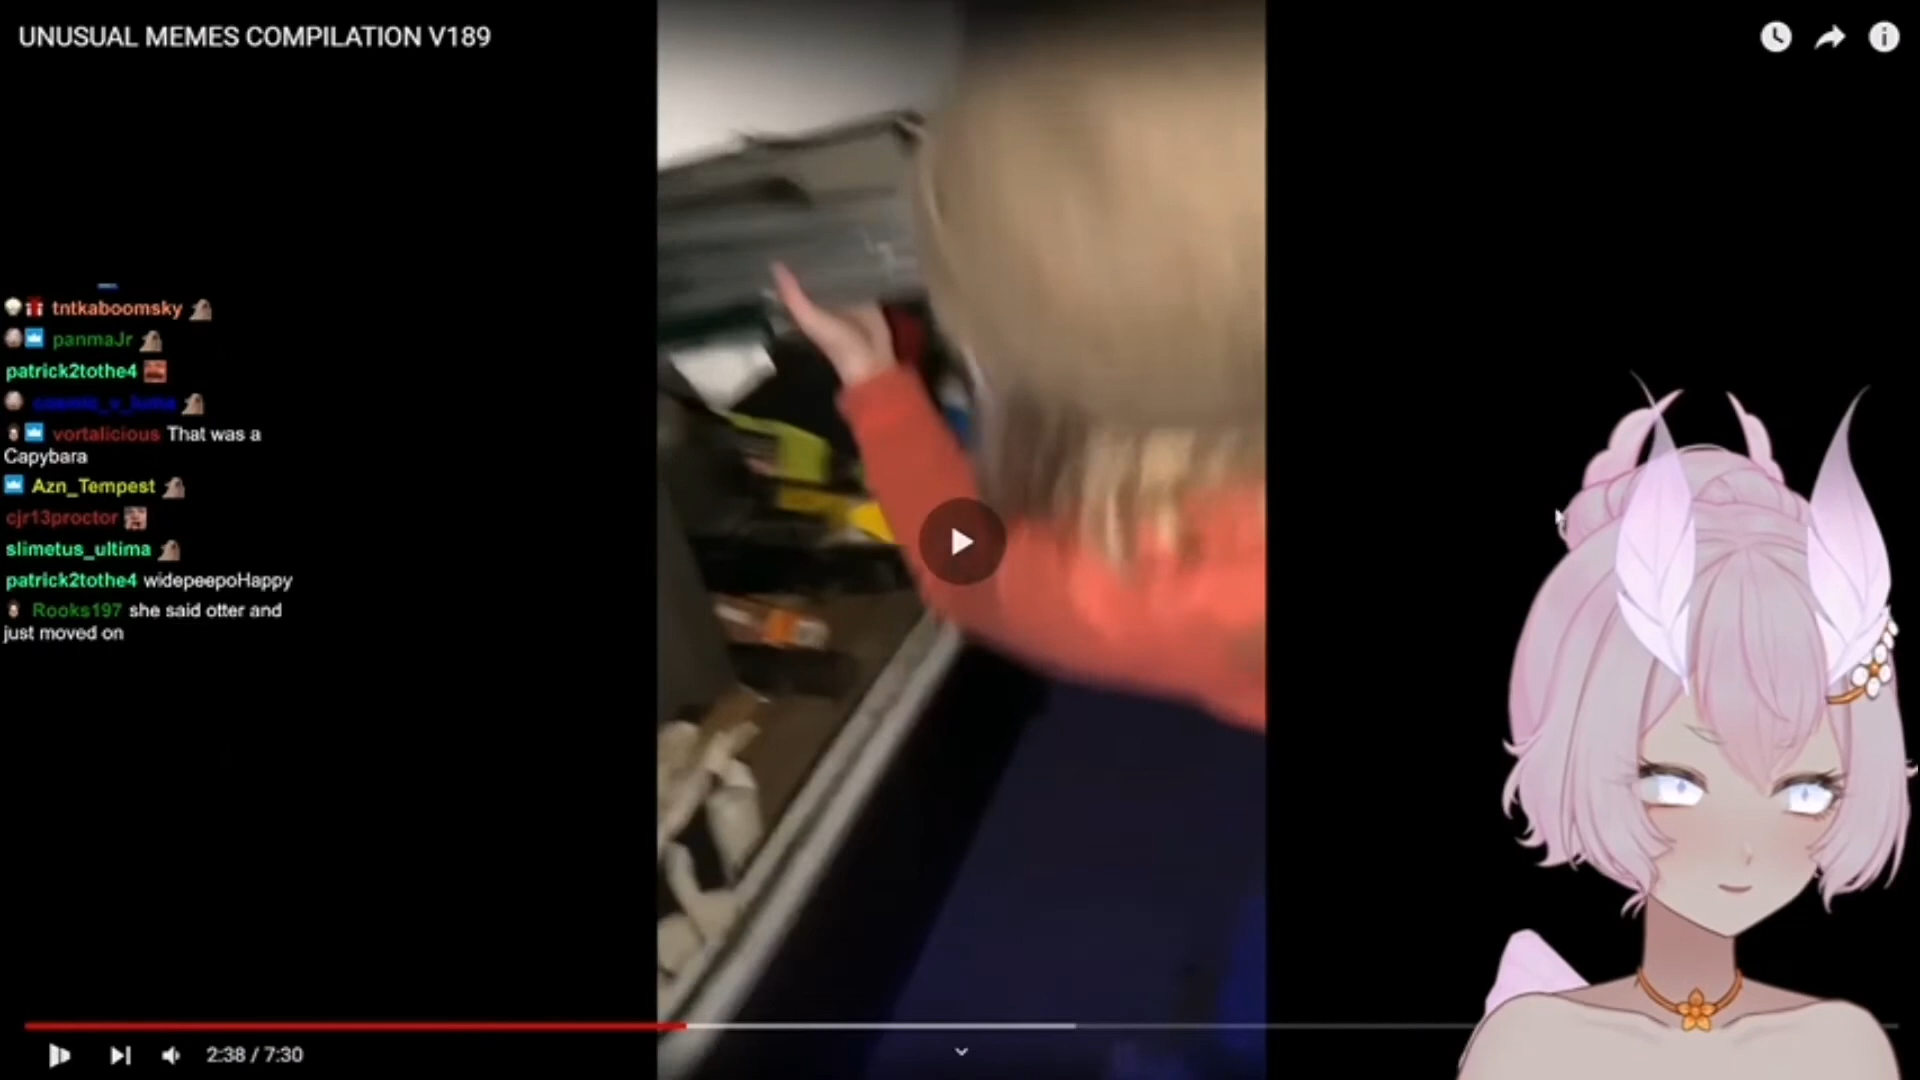 UNUSUAL MEMES COMPILATION V189
tntkaboomsky
panmaJr
patrick2tothe4
cosmic_v_luma
vortalicious That was a
Capybara
Azn_Tempest
cjr13proctor
slimetus_ultima
patrick2tothe4 widepeepoHappy
Rooks197 she said otter and
just moved on
2:38 / 7:30